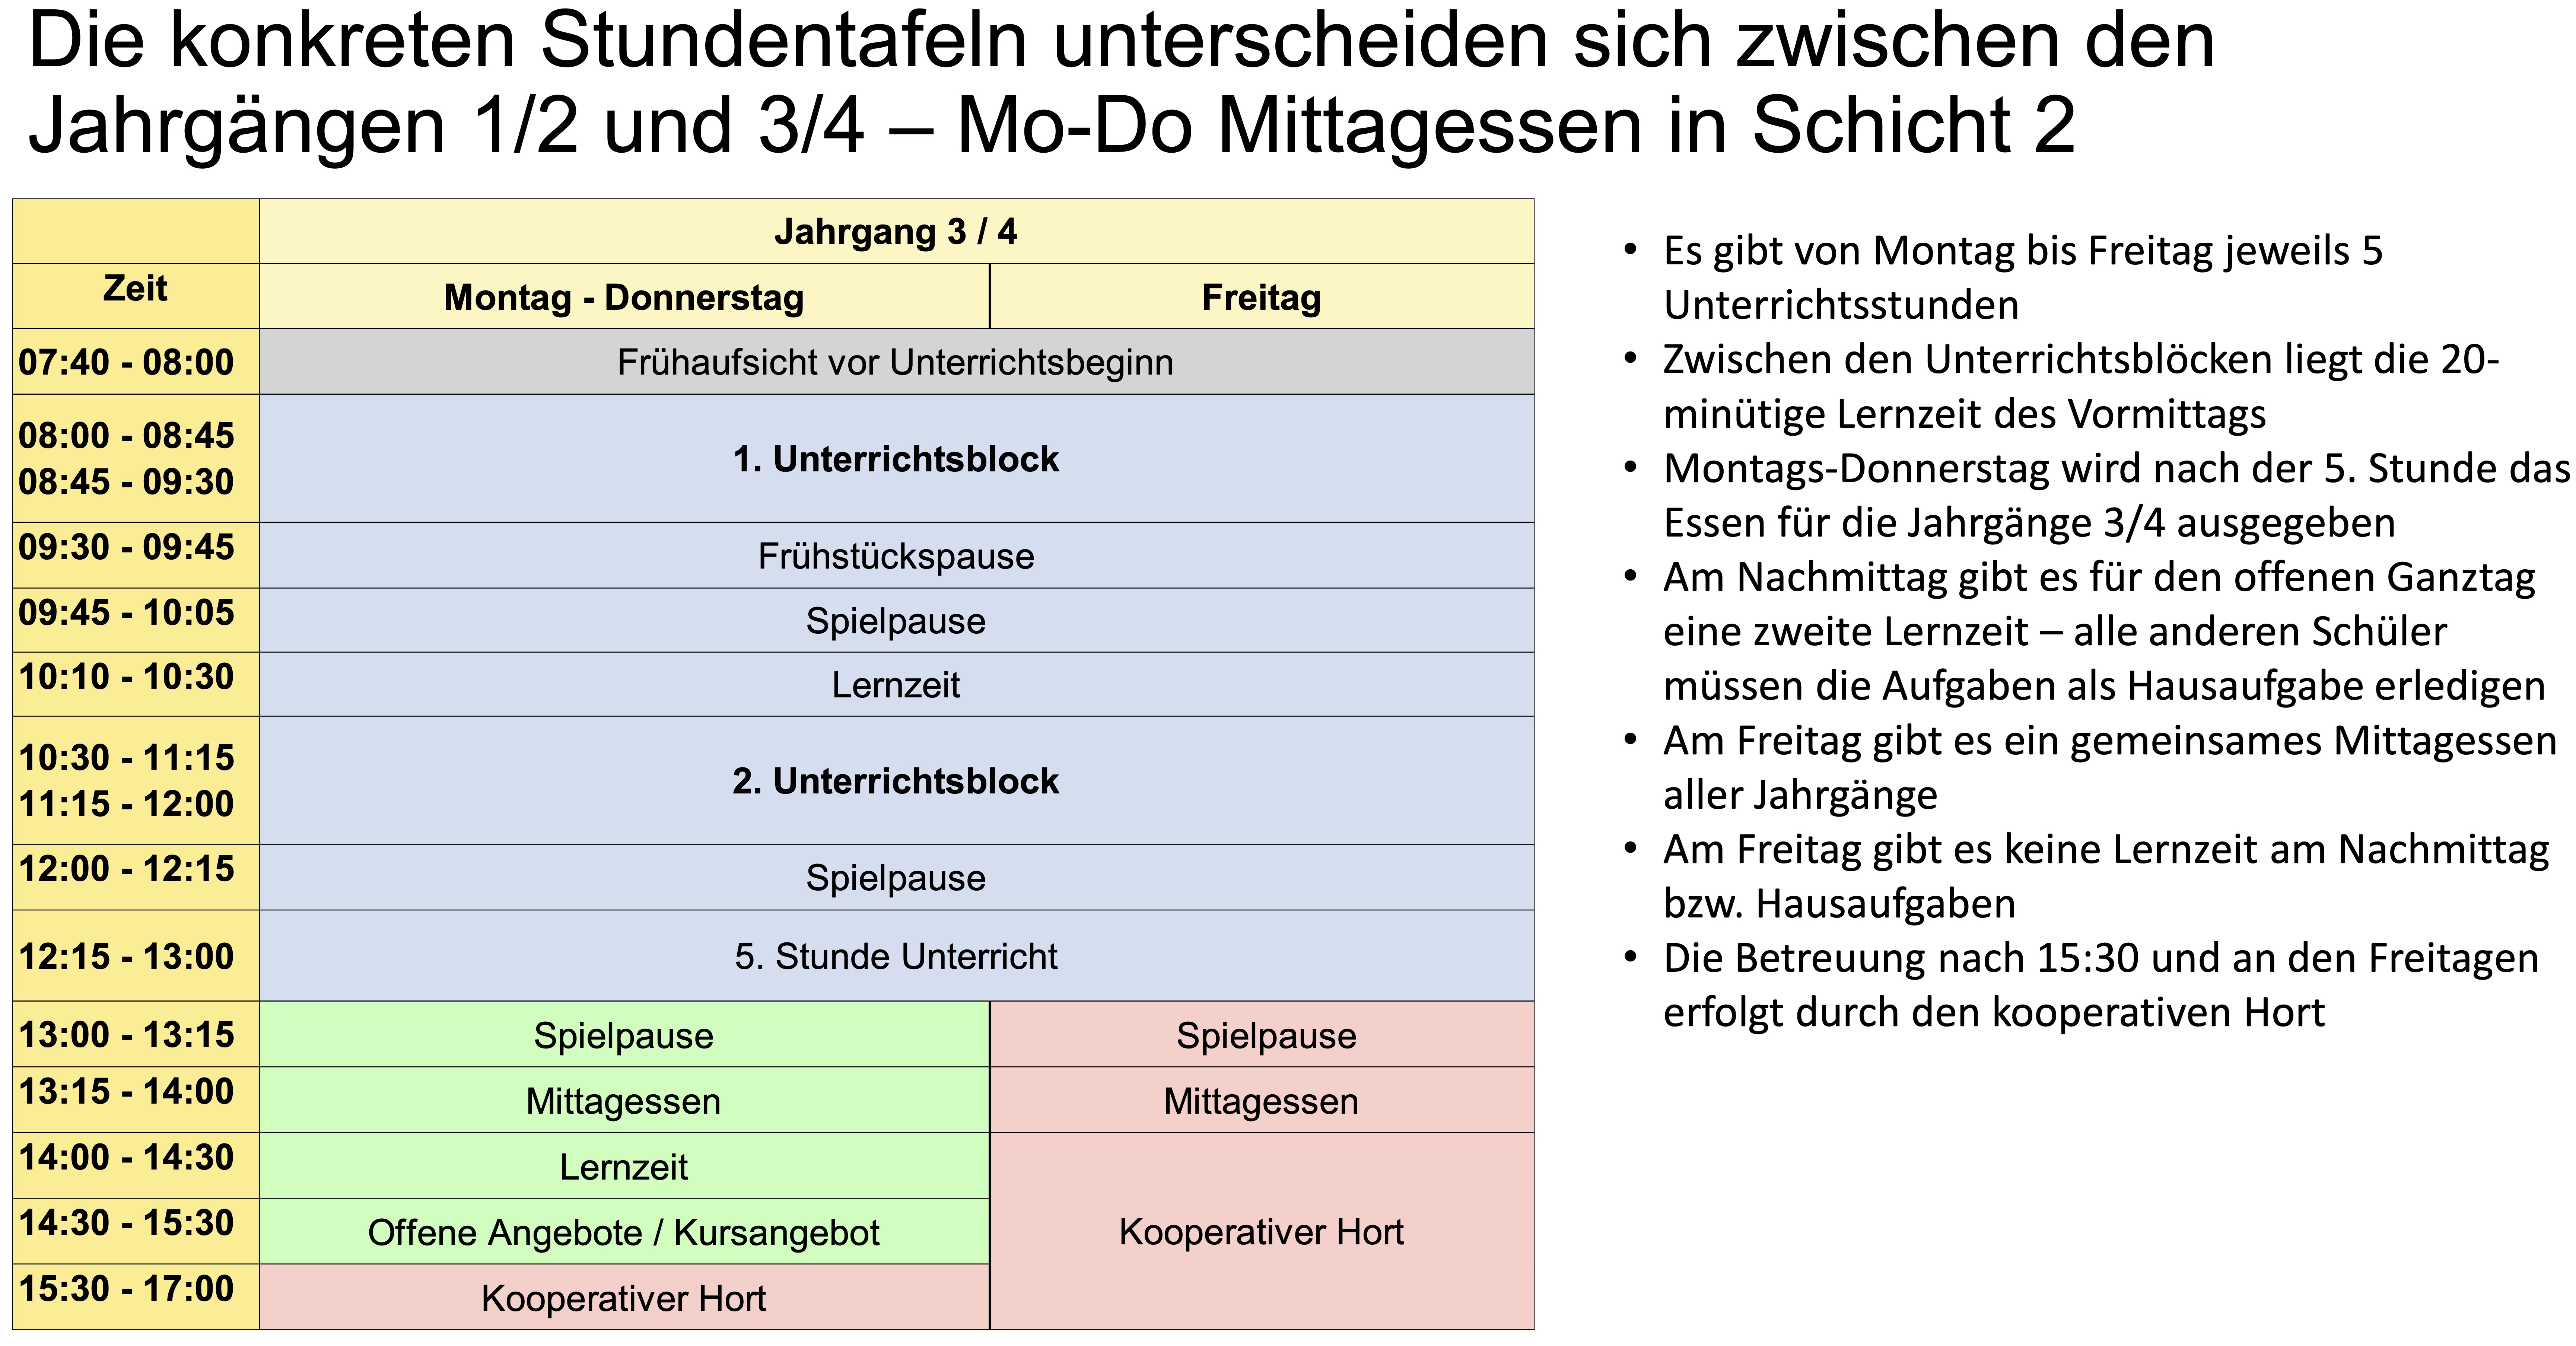 Die konkreten Stundentafeln unterscheiden sich zwischen den
Jahrgängen 1/2 und 3/4 – Mo-Do Mittagessen in Schicht 2
Jahrgang 3 / 4
Zeit
Montag - Donnerstag
Freitag
07:40 - 08:00
Frühaufsicht vor Unterrichtsbeginn
08:00 - 08:45
08:45 - 09:30
1. Unterrichtsblock
09:30 - 09:45
Frühstückspause
09:45 - 10:05
Spielpause
10:10 - 10:30
Lernzeit
10:30 - 11:15
11:15 - 12:00
2. Unterrichtsblock
12:00 - 12:15
Spielpause
12:15 - 13:00
5. Stunde Unterricht
13:00 - 13:15
Spielpause
Spielpause
13:15 - 14:00
Mittagessen
Mittagessen
14:00 - 14:30
Lernzeit
14:30 - 15:30
Offene Angebote / Kursangebot
Kooperativer Hort
15:30 - 17:00
Kooperativer Hort
• Es gibt von Montag bis Freitag jeweils 5
Unterrichtsstunden
• Zwischen den Unterrichtsblöcken liegt die 20-
minütige Lernzeit des Vormittags
• Montags-Donnerstag wird nach der 5. Stunde das
Essen für die Jahrgänge 3/4 ausgegeben
• Am Nachmittag gibt es für den offenen Ganztag
eine zweite Lernzeit – alle anderen Schüler
müssen die Aufgaben als Hausaufgabe erledigen
• Am Freitag gibt es ein gemeinsames Mittagessen
aller Jahrgänge
• Am Freitag gibt es keine Lernzeit am Nachmittag
bzw. Hausaufgaben
• Die Betreuung nach 15:30 und an den Freitagen
erfolgt durch den kooperativen Hort